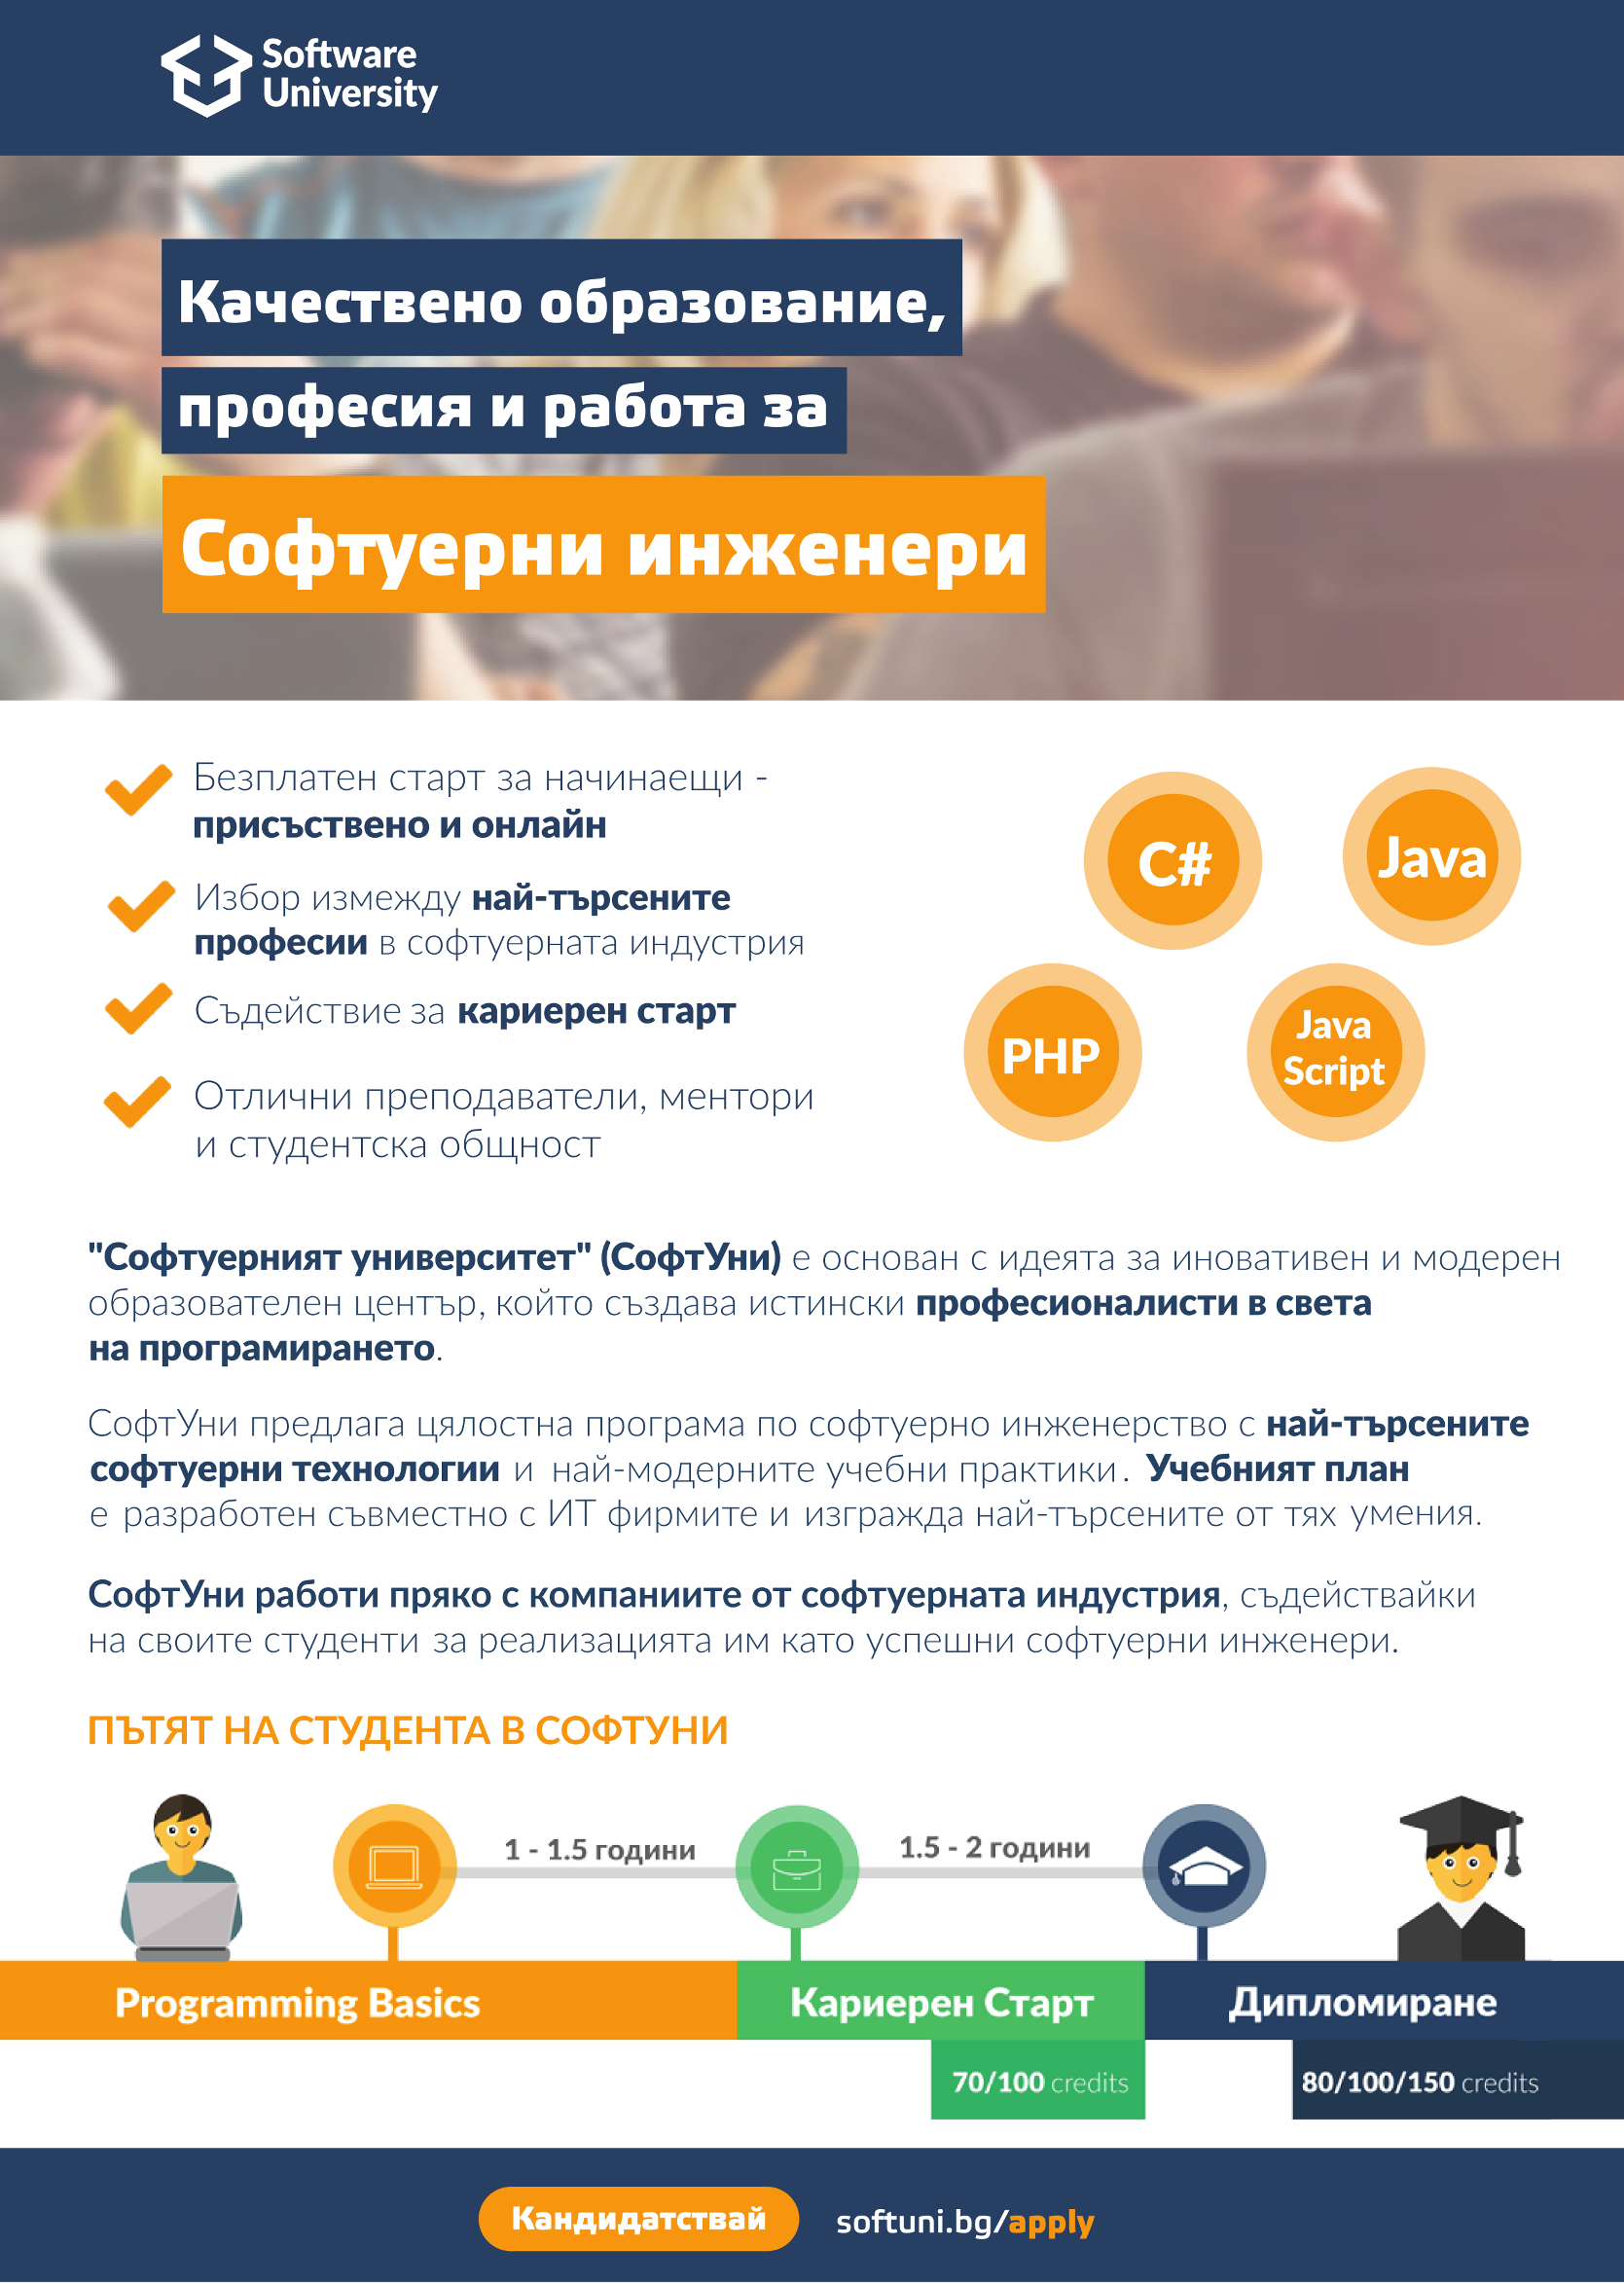 Software
University
Качествено образование,
професия и работа за
Софтуерни инженери
Безплатен старт за начинаещи -
присъствено и онлайн
Избор измежду най-търсените
професии в софтуерната индустрия
Съдействие за кариерен старт
Отлични преподаватели, ментори
и студентска общност
C#
Java
PHP
Java
Script
"Софтуерният университет" (СофтУни) е основан с идеята за иновативен и модерен
образователен център, който създава истински професионалисти в света
на програмирането.
СофтУни предлага цялостна програма по софтуерно инженерство с най-търсените
софтуерни технологии и най-модерните учебни практики. Учебният план
е разработен съвместно с ИТ фирмите и изгражда най-търсените от тях умения.
СофтУни работи пряко с компаниите от софтуерната индустрия, съдействайки
на своите студенти за реализацията им като успешни софтуерни инженери.
ПЪТЯТ НА СТУДЕНТА В СОФТУНИ
1 - 1.5 години
1.5 - 2 години
Programming Basics
Кариерен Старт
Дипломиране
70/100 credits
80/100/150 credits
Кандидатствай
softuni.bg/apply